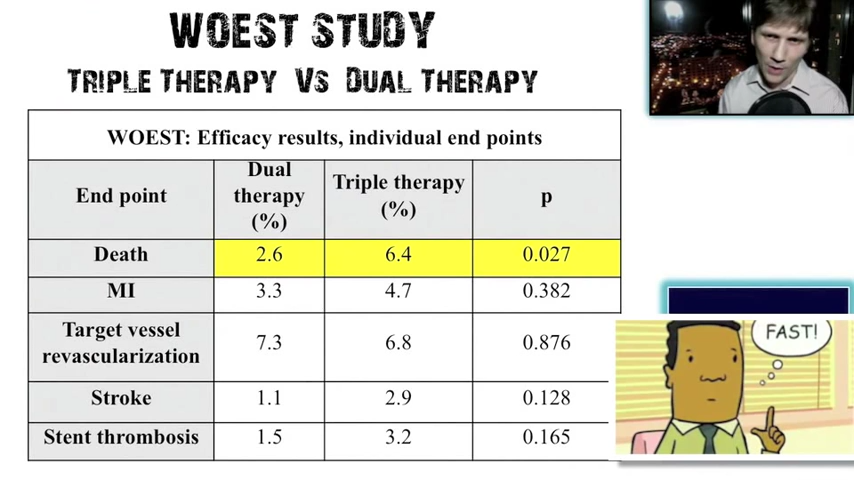 WOEST STUDY
TRIPLE THERAPY VS DUAL THERAPY
WOEST: Efficacy results, individual end points
End point
Dual
therapy
(%)
Triple therapy
(%)
p
Death 2.6 6.4 0.027
MI 3.3 4.7 0.382
Target vessel
revascularization 7.3 6.8 0.876
Stroke 1.1 2.9 0.128
Stent thrombosis 1.5 3.2 0.165
FAST!